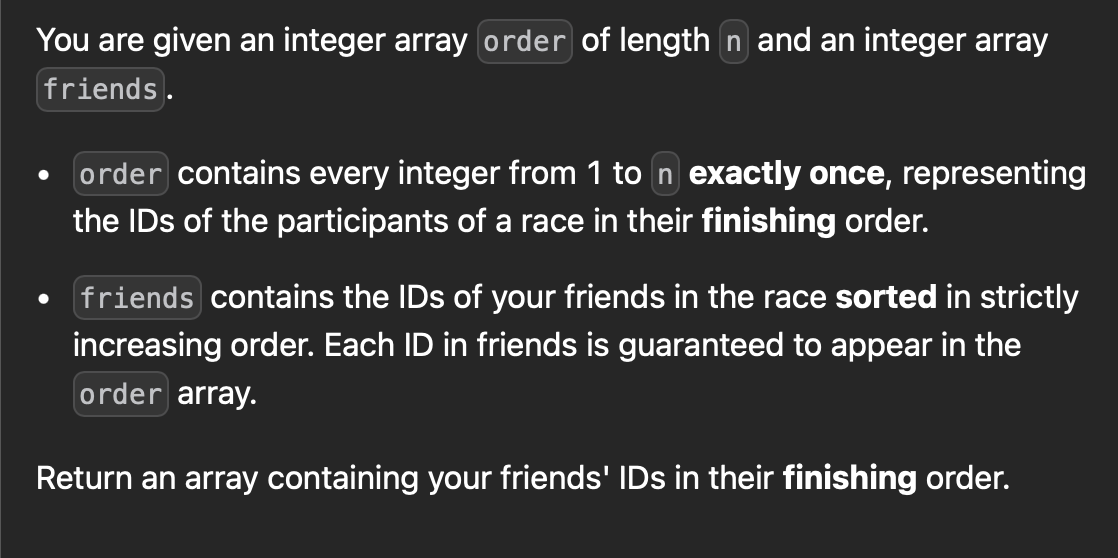 You are given an integer array order of length n and an integer array
friends.
• order contains every integer from 1 to n exactly once, representing
the IDs of the participants of a race in their finishing order.
• friends contains the IDs of your friends in the race sorted in strictly
increasing order. Each ID in friends is guaranteed to appear in the
order array.
Return an array containing your friends' IDs in their finishing order.